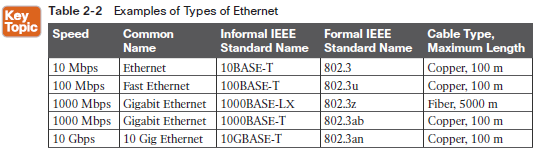 Key
Topic
Table 2-2 Examples of Types of Ethernet
Speed Common Name Informal IEEE Standard Name Formal IEEE Standard Name Cable Type, Maximum Length
10 Mbps Ethernet 10BASE-T 802.3 Copper, 100 m
100 Mbps Fast Ethernet 100BASE-T 802.3u Copper, 100 m
1000 Mbps Gigabit Ethernet 1000BASE-LX 802.3z Fiber, 5000 m
1000 Mbps Gigabit Ethernet 1000BASE-T 802.3ab Copper, 100 m
10 Gbps 10 Gig Ethernet 10GBASE-T 802.3an Copper, 100 m